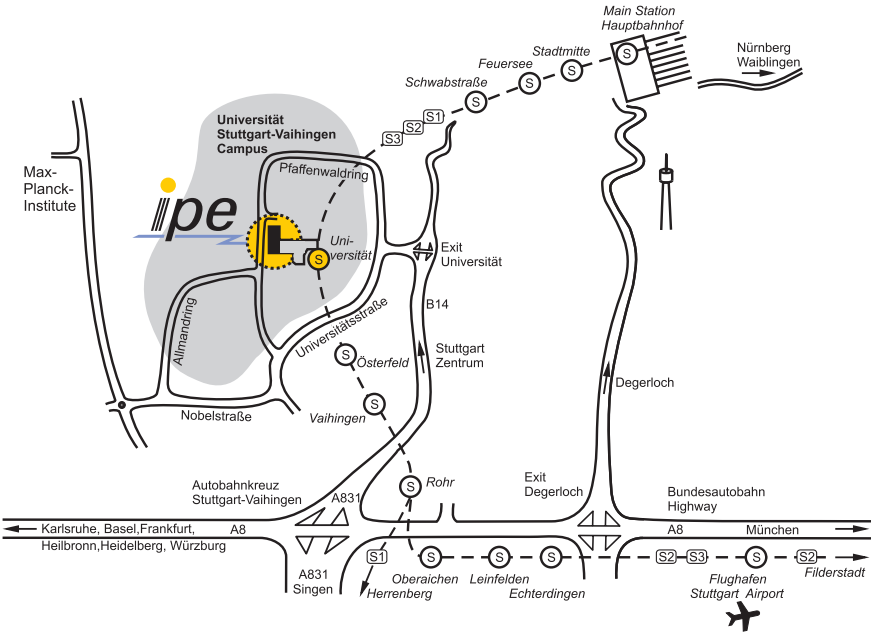 Main Station
Hauptbahnhof
Stadtmitte
Feuersee
Schwabstraße
Nürnberg
Waiblingen
S
S
S
S
S1
S2
S3
Universität
Stuttgart-Vaihingen
Campus
Pfaffenwaldring
Max-
Planck-
Institute
ipe
Uni-
versität
S
Exit
Universität
B14
Allmandring
Universitätsstraße
Stuttgart
Zentrum
S
Österfeld
Degerloch
Nobelstraße
Vaihingen
S
Autobahnkreuz
Stuttgart-Vaihingen
A831
S
Rohr
Exit
Degerloch
Bundesautobahn
Highway
Karlsruhe, Basel,Frankfurt,
A8
Heilbronn,Heidelberg, Würzburg
A8
München
A831
Singen
S1
Herrenberg
S
Oberaichen
S
Leinfelden
S
Echterdingen
S2
S3
S
Flughafen
Stuttgart Airport
S2
Filderstadt